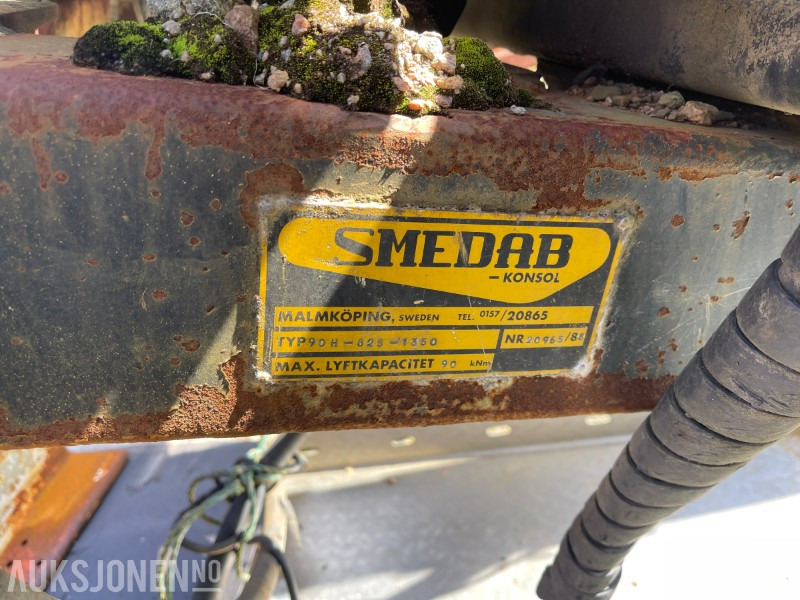 SMEDAB
- KONSOL
MALMKÖPING, SWEDEN TEL. 0157/20865
TYP 90H-825-1350 NR 20965/88
MAX. LYFTKAPACITET 90 kNm
AUKSJONEN.NO